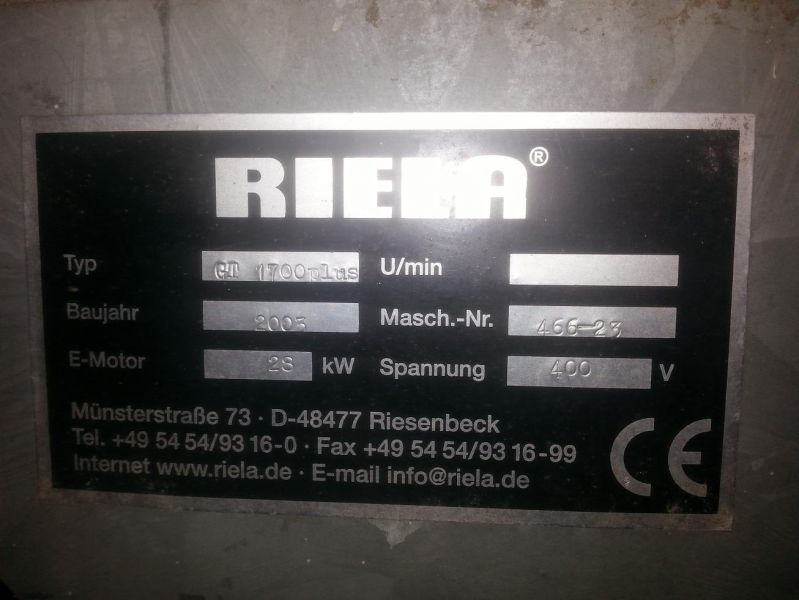 RIELA®
Typ GT 1700plus U/min
Baujahr 2003 Masch.-Nr. 466-23
E-Motor 28 kW Spannung 400 V
Münsterstraße 73 · D-48477 Riesenbeck
Tel. +49 54 54/93 16-0 · Fax +49 54 54/93 16-99
Internet www.riela.de · E-mail info@riela.de
CE